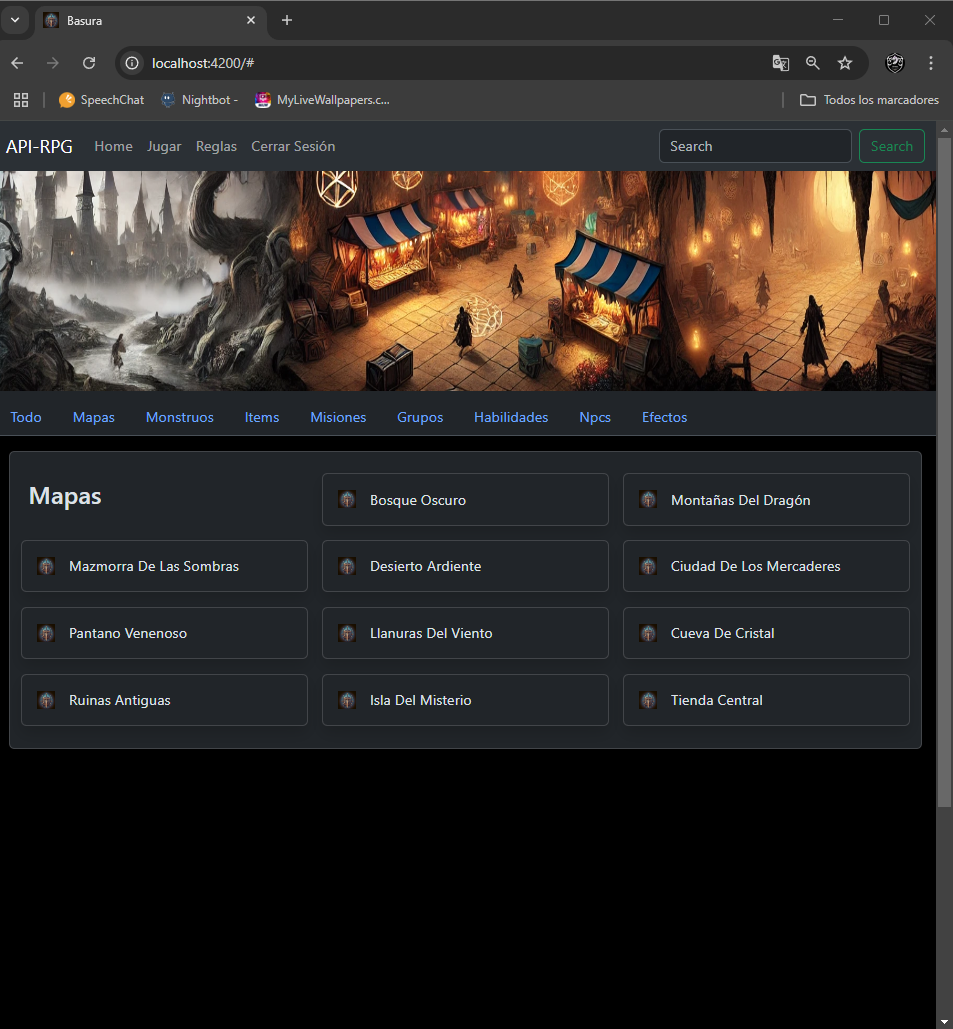 Basura
localhost:4200/#
SpeechChat Nightbot - MyLiveWallpapers.c... Todos los marcadores
API-RPG Home Jugar Reglas Cerrar Sesión Search Search
Todo Mapas Monstruos Items Misiones Grupos Habilidades Npcs Efectos
Mapas Bosque Oscuro Montañas Del Dragón
Mazmorra De Las Sombras Desierto Ardiente Ciudad De Los Mercaderes
Pantano Venenoso Llanuras Del Viento Cueva De Cristal
Ruinas Antiguas Isla Del Misterio Tienda Central